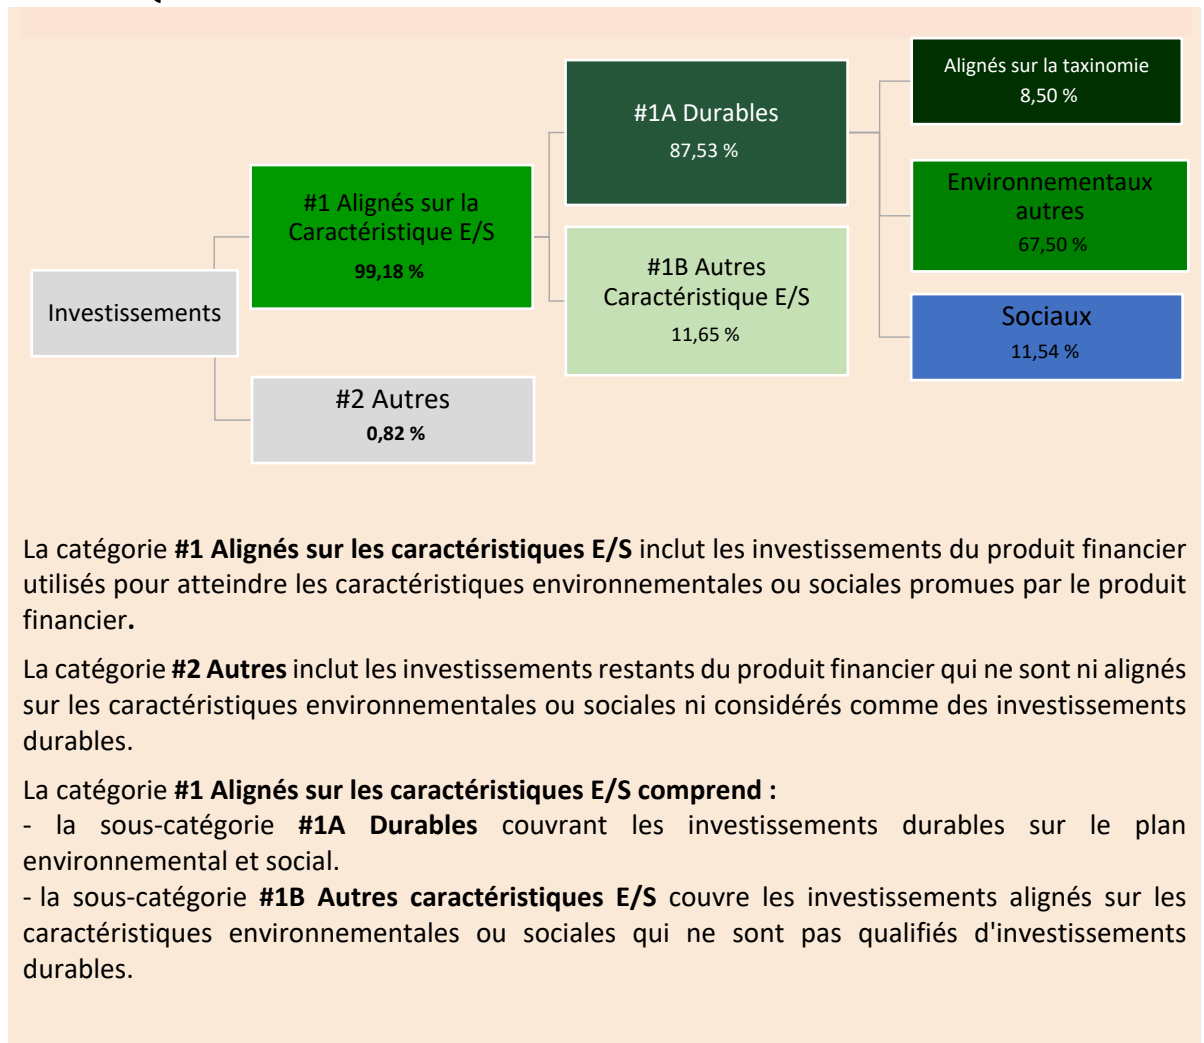 Alignés sur la taxinomie
8,50 %
#1A Durables
87,53 %
Environnementaux
autres
67,50 %
#1 Alignés sur la
Caractéristique E/S
99,18 %
#1B Autres
Caractéristique E/S
11,65 %
Investissements
Sociaux
11,54 %
#2 Autres
0,82 %
La catégorie #1 Alignés sur les caractéristiques E/S inclut les investissements du produit financier
utilisés pour atteindre les caractéristiques environnementales ou sociales promues par le produit
financier.
La catégorie #2 Autres inclut les investissements restants du produit financier qui ne sont ni alignés
sur les caractéristiques environnementales ou sociales ni considérés comme des investissements
durables.
La catégorie #1 Alignés sur les caractéristiques E/S comprend :
- la sous-catégorie #1A Durables couvrant les investissements durables sur le plan
environnemental et social.
- la sous-catégorie #1B Autres caractéristiques E/S couvre les investissements alignés sur les
caractéristiques environnementales ou sociales qui ne sont pas qualifiés d'investissements
durables.